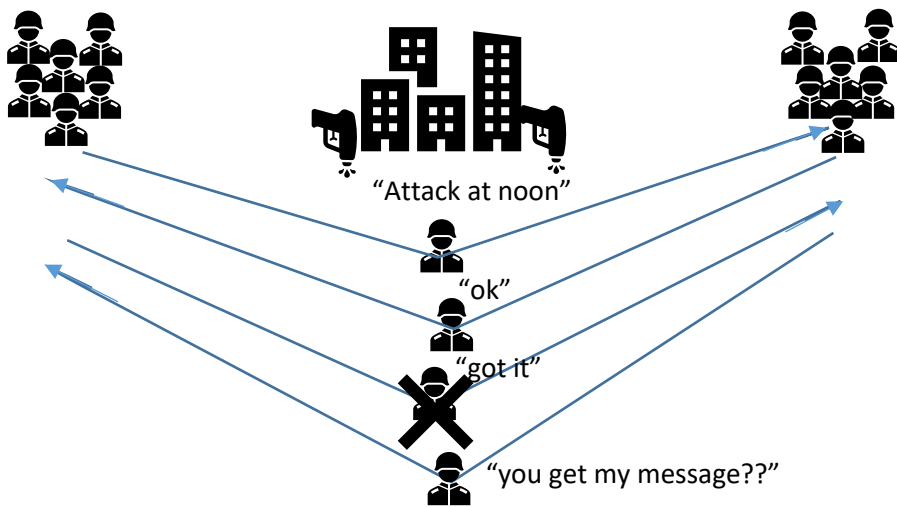 “Attack at noon”
“ok”
“got it”
“you get my message??”